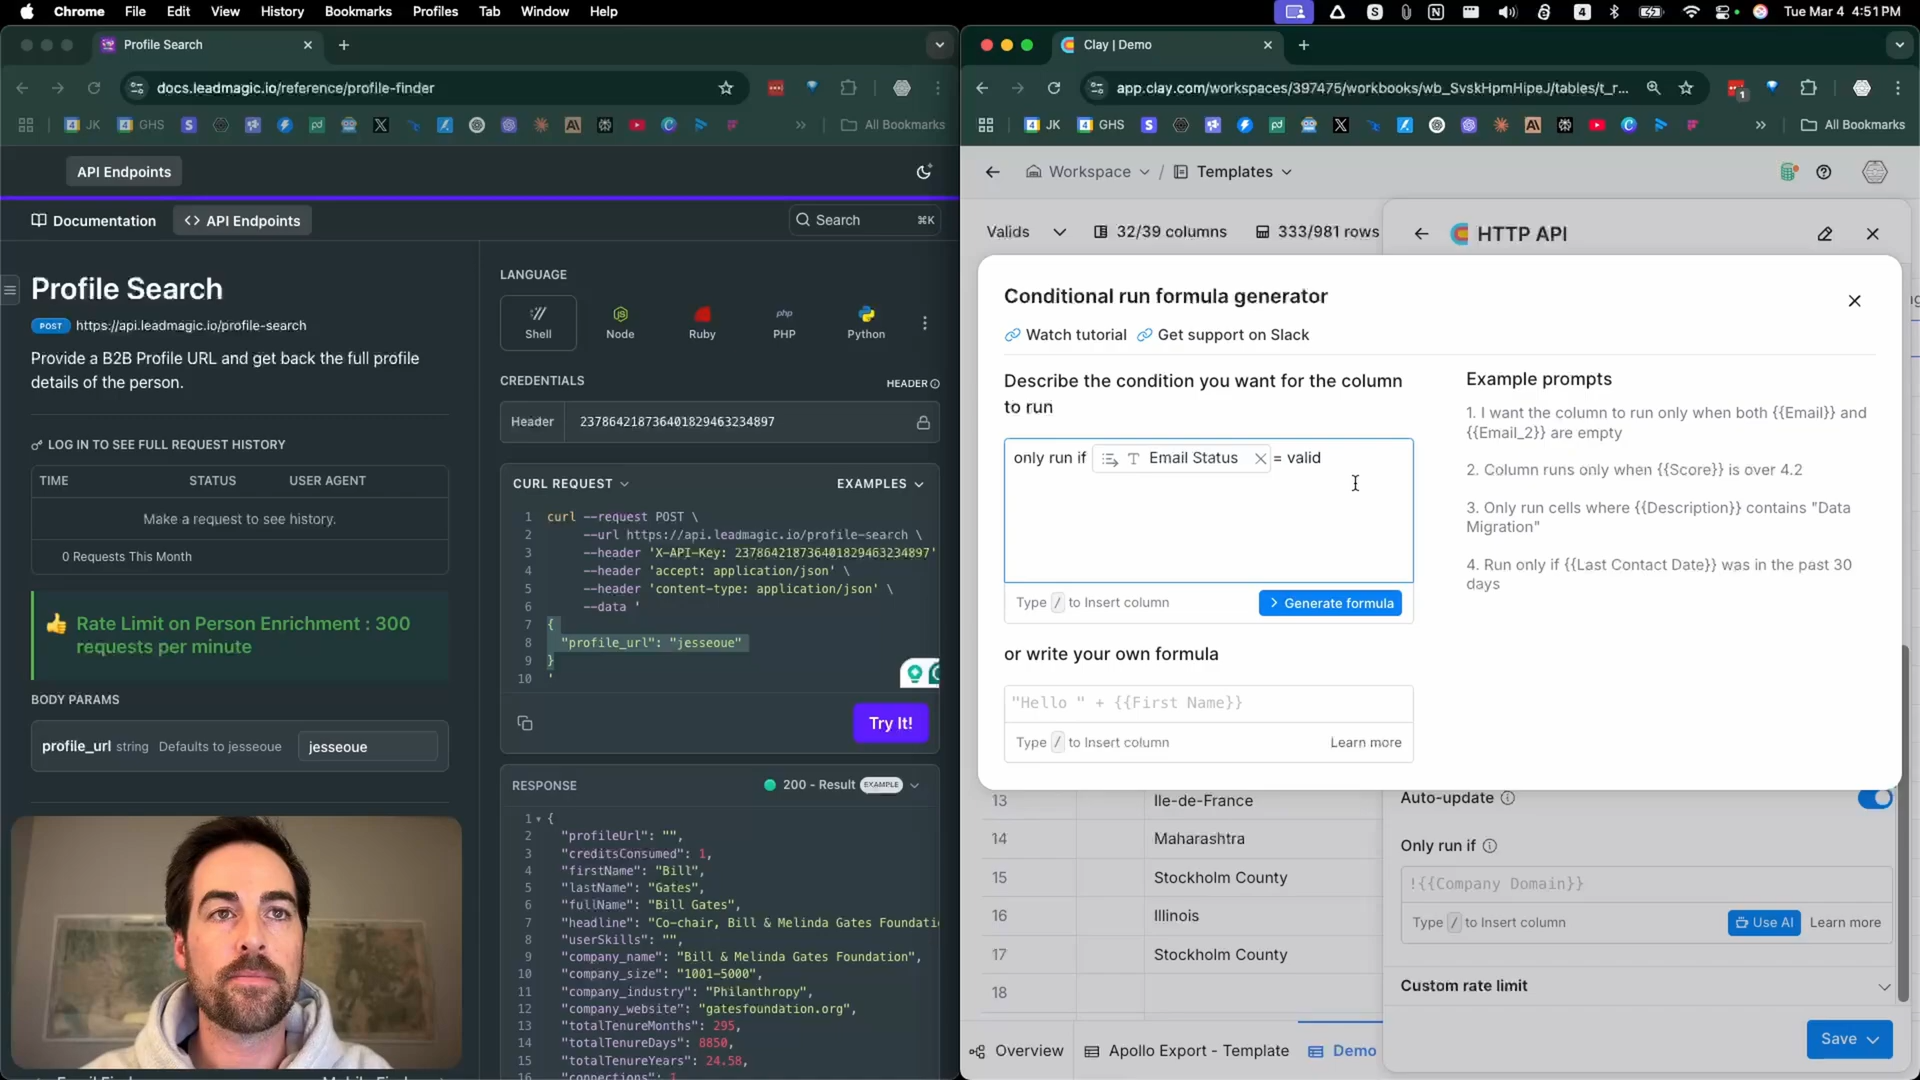 Chrome File Edit View History Bookmarks Profiles Tab Window Help
Tue Mar 4 4:51 PM
Profile Search
docs.leadmagic.io/reference/profile-finder
JK GHS
All Bookmarks
API Endpoints
Documentation
API Endpoints
Search ⌘K
Profile Search
POST https://api.leadmagic.io/profile-search
Provide a B2B Profile URL and get back the full profile
details of the person.
LOG IN TO SEE FULL REQUEST HISTORY
TIME STATUS USER AGENT
Make a request to see history.
0 Requests This Month
👍 Rate Limit on Person Enrichment : 300
requests per minute
BODY PARAMS
profile_url string Defaults to jesseoue jesseoue
LANGUAGE
Shell Node Ruby PHP Python
CREDENTIALS
HEADER
Header 237864218736401829463234897
CURL REQUEST
EXAMPLES
1 curl --request POST \
2 --url https://api.leadmagic.io/profile-search \
3 --header 'X-API-Key: 237864218736401829463234897'
4 --header 'accept: application/json' \
5 --header 'content-type: application/json' \
6 --data '
7 {
8 "profile_url": "jesseoue"
9 }
10 '
Try It!
RESPONSE
200 - Result EXAMPLE
1 {
2 "profileUrl": "",
3 "creditsConsumed": 1,
4 "firstName": "Bill",
5 "lastName": "Gates",
6 "fullName": "Bill Gates",
7 "headline": "Co-chair, Bill & Melinda Gates Foundati
8 "userSkills": "",
9 "company_name": "Bill & Melinda Gates Foundation",
10 "company_size": "1001-5000",
11 "company_industry": "Philanthropy",
12 "company_website": "gatesfoundation.org",
13 "totalTenureMonths": 295,
14 "totalTenureDays": 8850,
15 "totalTenureYears": 24.58,
Clay | Demo
app.clay.com/workspaces/397475/workbooks/wb_SvskHpmHipeJ/tables/t_r...
JK GHS
All Bookmarks
Workspace / Templates
Valids 32/39 columns 333/981 rows
HTTP API
Conditional run formula generator
Watch tutorial Get support on Slack
Describe the condition you want for the column
to run
only run if Email Status = valid
Type / to Insert column
Generate formula
or write your own formula
"Hello " + {{First Name}}
Type / to Insert column
Learn more
Example prompts
1. I want the column to run only when both {{Email}} and
{{Email_2}} are empty
2. Column runs only when {{Score}} is over 4.2
3. Only run cells where {{Description}} contains "Data
Migration"
4. Run only if {{Last Contact Date}} was in the past 30
days
13 Ile-de-France
14 Maharashtra
15 Stockholm County
16 Illinois
17 Stockholm County
18
Auto-update
Only run if
!{{Company Domain}}
Type / to Insert column
Use AI
Learn more
Custom rate limit
Save
Overview Apollo Export - Template Demo